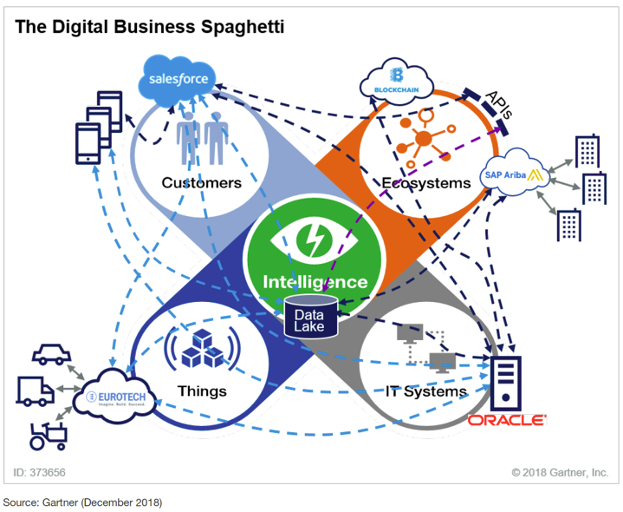 The Digital Business Spaghetti
salesforce
BLOCKCHAIN
APIs
SAP Ariba
Customers
Ecosystems
Intelligence
Data
Lake
Things
IT Systems
EUROTECH
ORACLE®
ID: 373656
© 2018 Gartner, Inc.
Source: Gartner (December 2018)